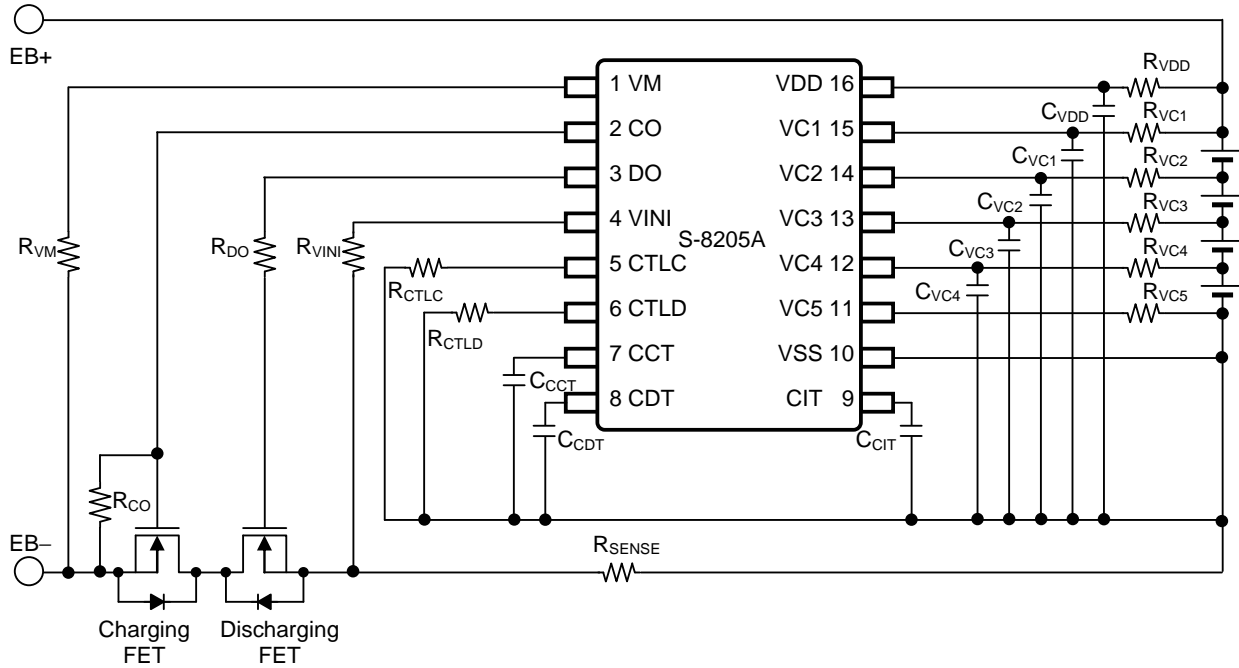 EB+
1 VM
2 CO
3 DO
4 VINI
5 CTLC
6 CTLD
7 CCT
8 CDT
S-8205A
VDD 16
VC1 15
VC2 14
VC3 13
VC4 12
VC5 11
VSS 10
CIT 9
RVDD
RVC1
RVC2
RVC3
RVC4
RVC5
CVDD
CVC1
CVC2
CVC3
CVC4
RVM
RDO
RVINI
RCTLC
RCTLD
CCCT
CCDT
CCIT
RCO
EB−
RSENSE
Charging
FET
Discharging
FET